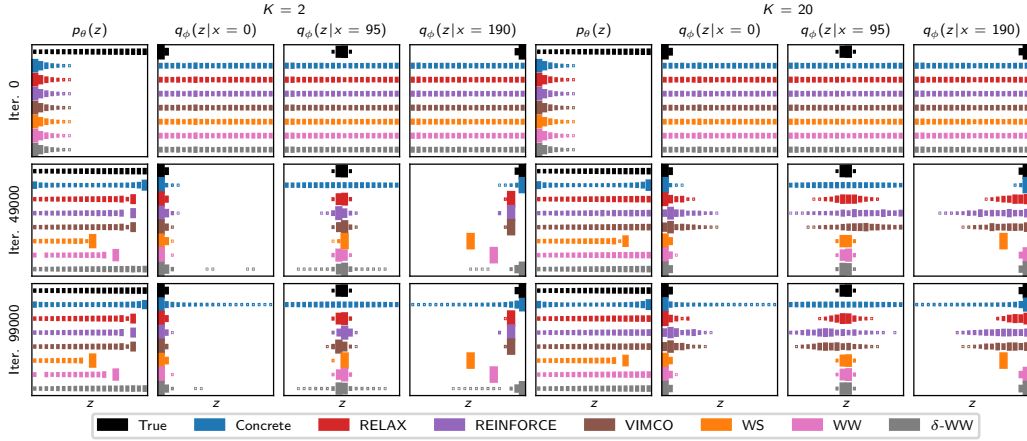 K = 2
K = 20
pθ(z)
qϕ(z|x = 0)
qϕ(z|x = 95)
qϕ(z|x = 190)
pθ(z)
qϕ(z|x = 0)
qϕ(z|x = 95)
qϕ(z|x = 190)
Iter. 0
Iter. 49000
Iter. 99000
z
z
z
z
z
z
z
z
True
Concrete
RELAX
REINFORCE
VIMCO
WS
WW
δ-WW